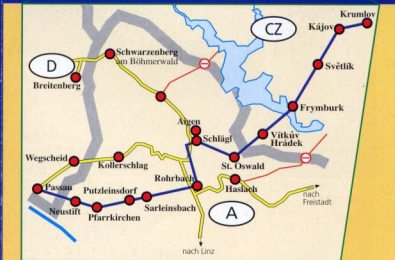 Krumlov
Kájov
CZ
Schwarzenberg
am Böhmerwald
D
Světlík
Breitenberg
Frymburk
Aigen
Schlägl
Vítkův
Hrádek
Wegscheid
Kollerschlag
St. Oswald
Rohrbach
Haslach
Passau
Putzleinsdorf
nach
Freistadt
Neustift
Sarleinsbach
A
Pfarrkirchen
nach Linz